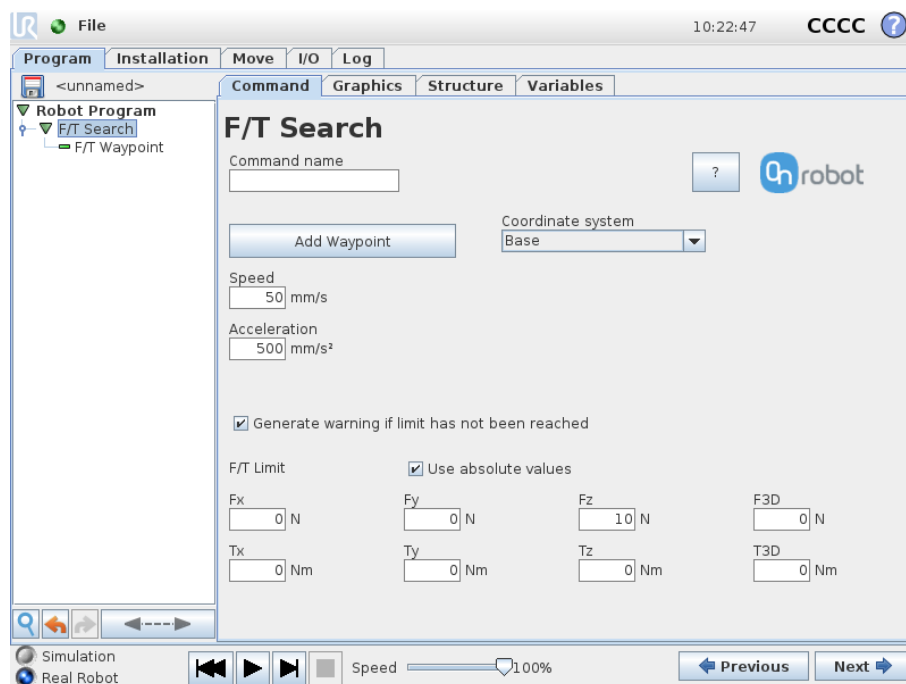 UR File 10:22:47 CCCC ?
Program Installation Move I/O Log
<unnamed> Command Graphics Structure Variables
Robot Program
F/T Search
F/T Waypoint
F/T Search
Command name
? On robot
Coordinate system
Add Waypoint Base
Speed
50 mm/s
Acceleration
500 mm/s²
Generate warning if limit has not been reached
F/T Limit Use absolute values
Fx Fy Fz F3D
0 N 0 N 10 N 0 N
Tx Ty Tz T3D
0 Nm 0 Nm 0 Nm 0 Nm
Simulation
Real Robot
Speed 100% Previous Next